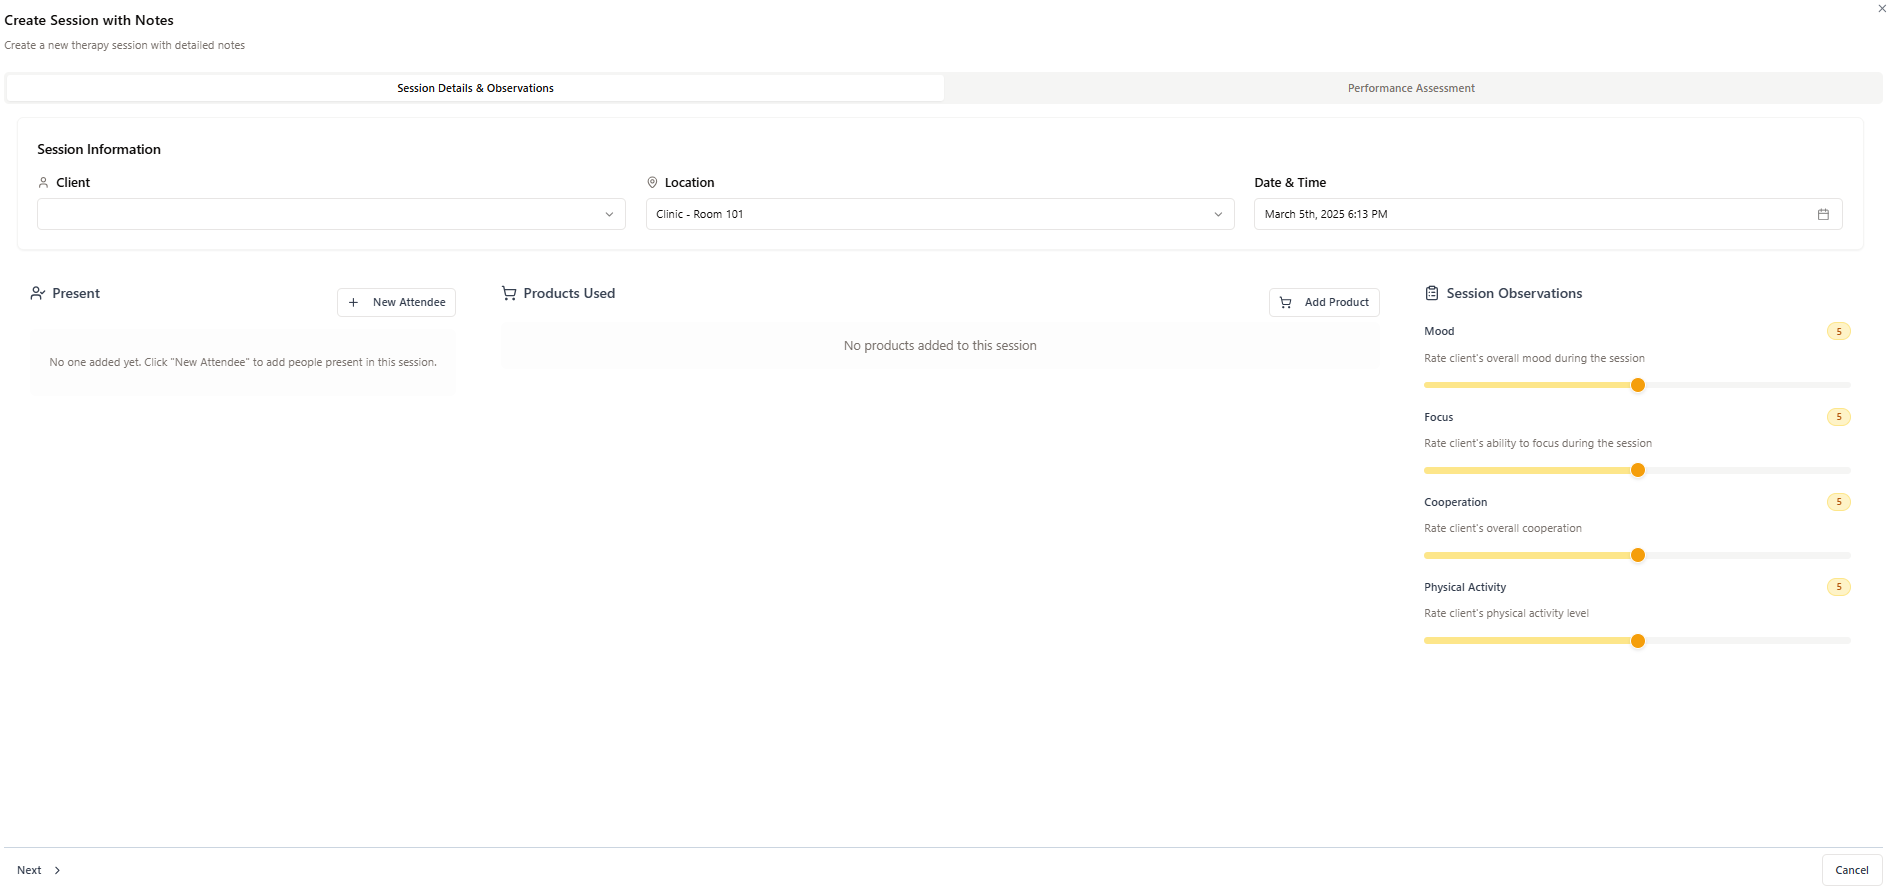 Create Session with Notes
Create a new therapy session with detailed notes
Session Details & Observations
Performance Assessment
Session Information
Client
Location
Date & Time
Clinic - Room 101
March 5th, 2025 6:13 PM
Present
New Attendee
No one added yet. Click "New Attendee" to add people present in this session.
Products Used
Add Product
No products added to this session
Session Observations
Mood
5
Rate client's overall mood during the session
Focus
5
Rate client's ability to focus during the session
Cooperation
5
Rate client's overall cooperation
Physical Activity
5
Rate client's physical activity level
Next
Cancel